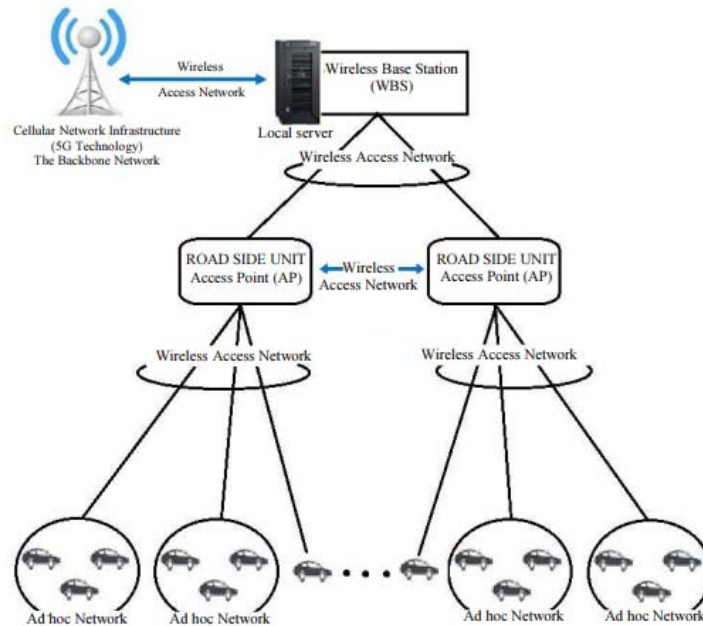 Wireless
Access Network
Wireless Base Station
(WBS)
Local server
Cellular Network Infrastructure
(5G Technology)
The Backbone Network
Wireless Access Network
ROAD SIDE UNIT
Access Point (AP)
Wireless
Access Network
ROAD SIDE UNIT
Access Point (AP)
Wireless Access Network
Wireless Access Network
Ad hoc Network
Ad hoc Network
Ad hoc Network
Ad hoc Network